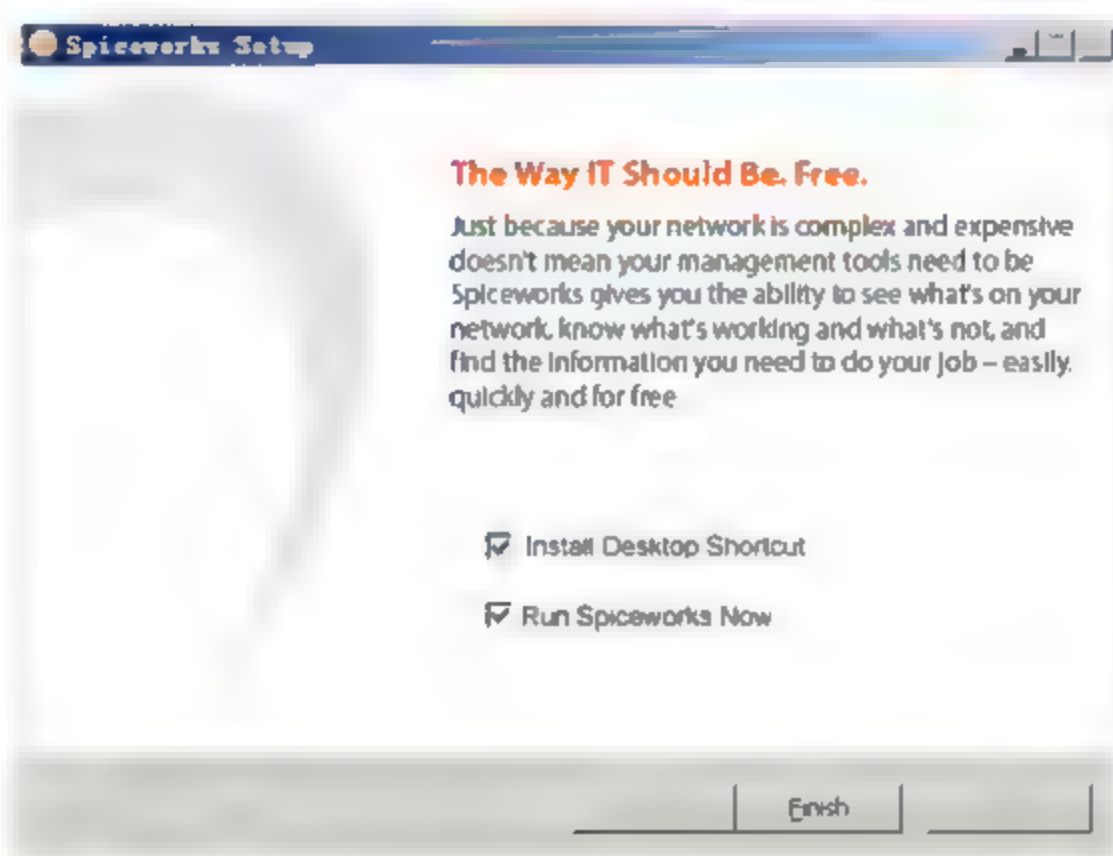 Spiceworks Setup
The Way IT Should Be. Free.
Just because your network is complex and expensive
doesn't mean your management tools need to be
Spiceworks gives you the ability to see what's on your
network, know what's working and what's not, and
find the information you need to do your job – easily,
quickly and for free
Install Desktop Shortcut
Run Spiceworks Now
Finish